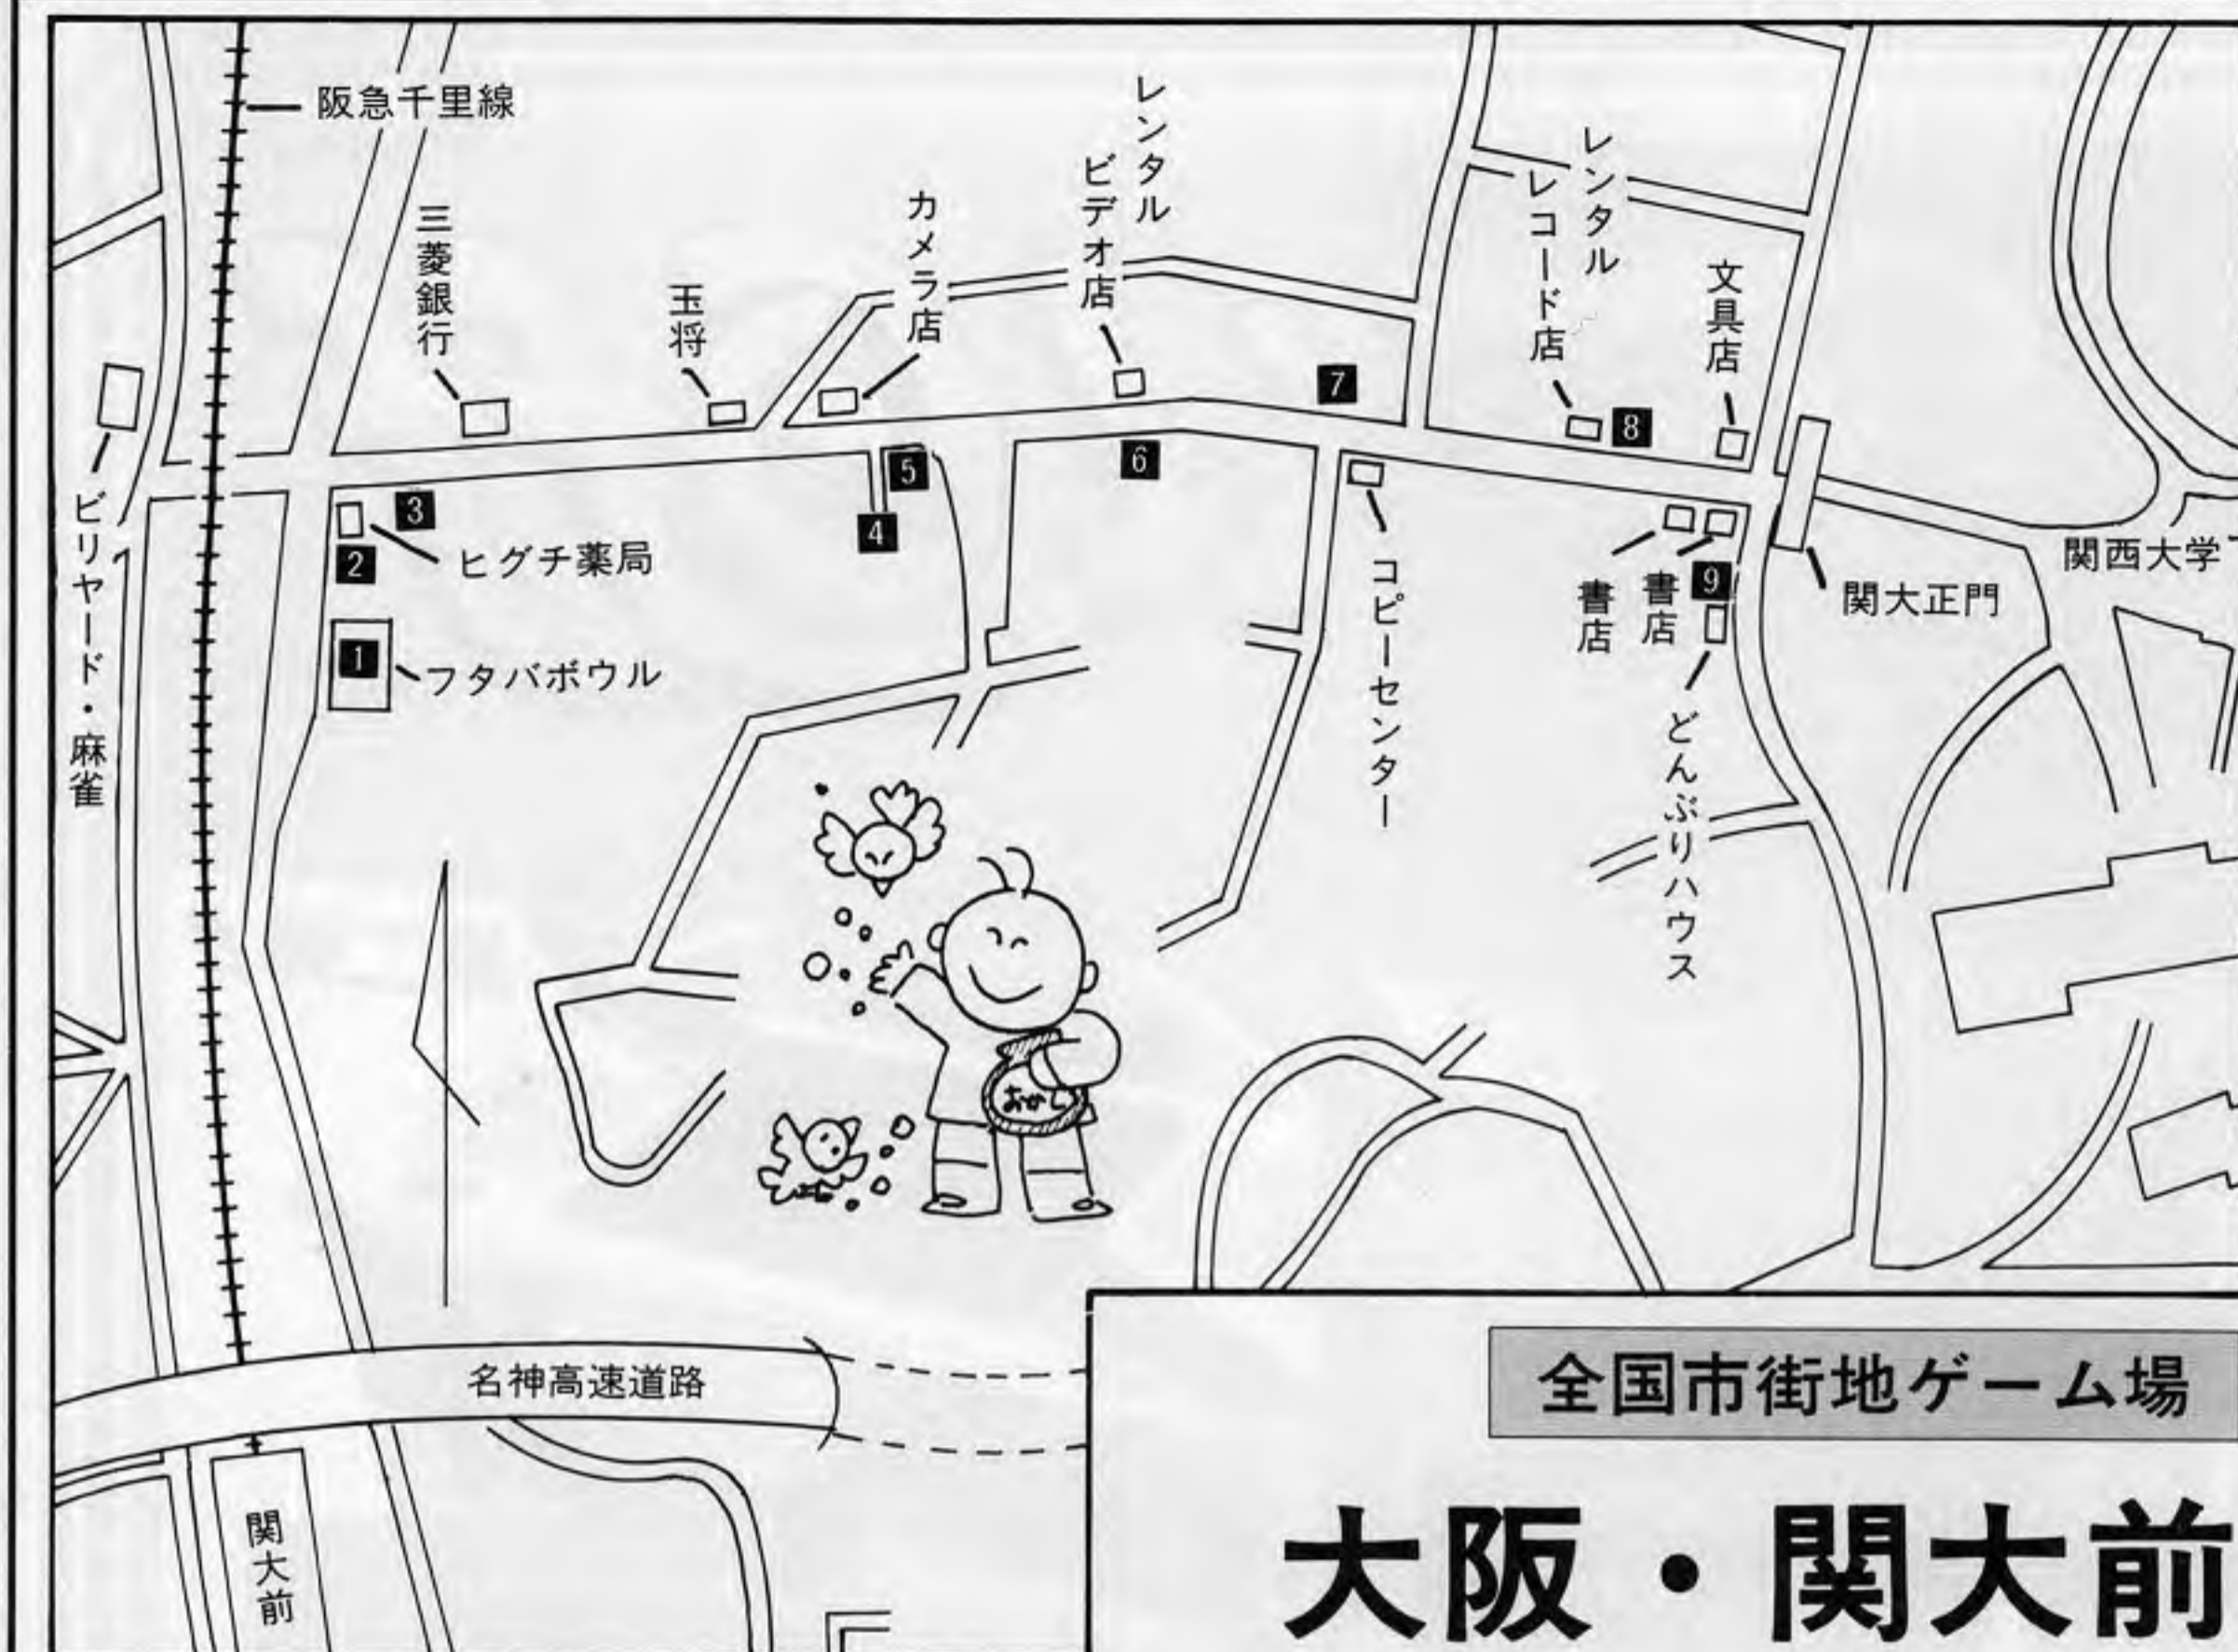 阪急千里線
三菱銀行
玉将
カメラ店
レンタル
ビデオ店
レンタル
レコード店
文具店
7
8
5
6
4
3
2
1
ヒグチ薬局
フタバボウル
ビリヤード・麻雀
コピーセンター
書店
書店
9
どんぶりハウス
関大正門
関西大学
おかし
名神高速道路
関大前
全国市街地ゲーム場
大阪・関大前